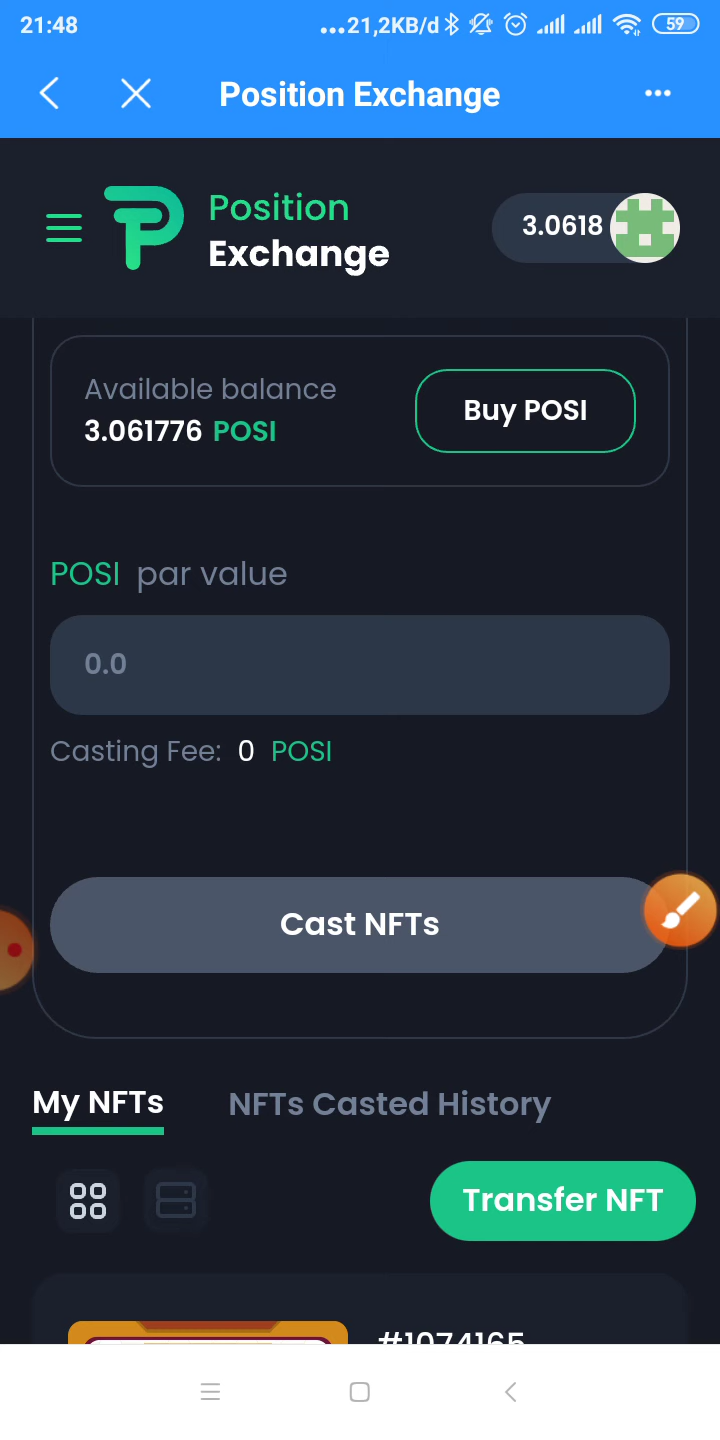 21:48 ...21,2KB/d 59
Position Exchange
Position
Exchange
3.0618
Available balance
3.061776 POSI
Buy POSI
POSI par value
0.0
Casting Fee: 0 POSI
Cast NFTs
My NFTs NFTs Casted History
Transfer NFT
#1074165